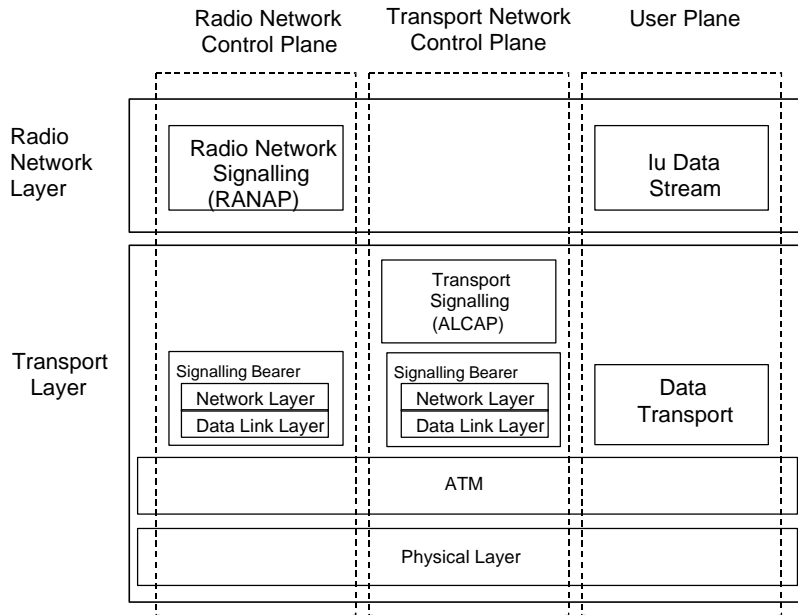 Radio Network
Control Plane
Transport Network
Control Plane
User Plane
Radio
Network
Layer
Radio Network
Signalling
(RANAP)
Iu Data
Stream
Transport
Signalling
(ALCAP)
Transport
Layer
Signalling Bearer
Network Layer
Data Link Layer
Signalling Bearer
Network Layer
Data Link Layer
Data
Transport
ATM
Physical Layer